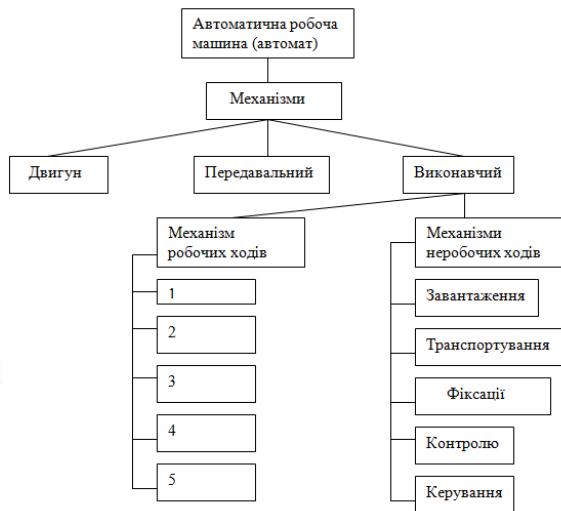 Автоматична робоча
машина (автомат)
Механізми
Двигун
Передавальний
Виконавчий
Механізм
робочих ходів
Механізми
неробочих ходів
1
Завантаження
2
Транспортування
3
Фіксації
4
Контролю
5
Керування